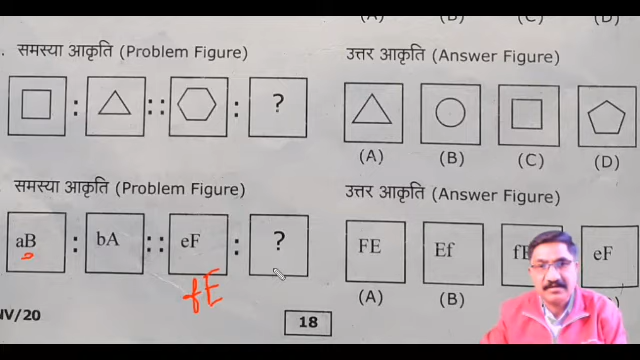 (A) (B) (C) (D)
समस्या आकृति (Problem Figure)
उत्तर आकृति (Answer Figure)
: :: : ?
(A) (B) (C) (D)
समस्या आकृति (Problem Figure)
उत्तर आकृति (Answer Figure)
aB : bA :: eF : ?
FE Ef eF
fE
(A) (B)
NV/20
18